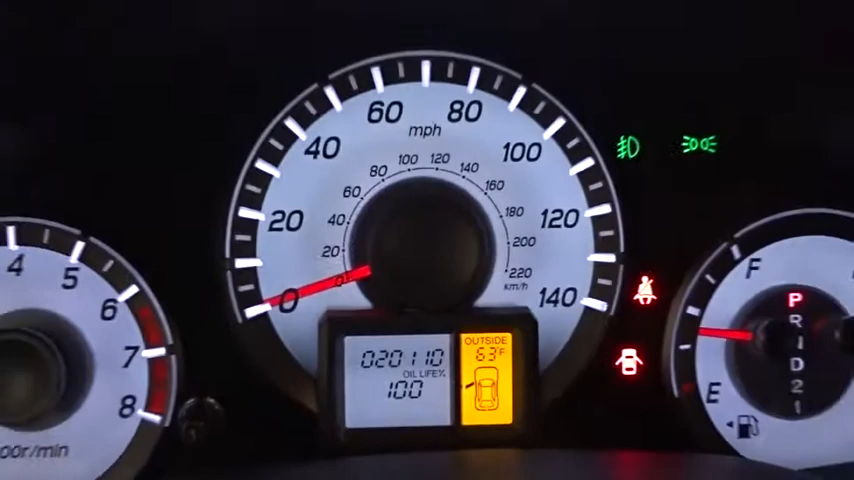 0 20 40 60 80 100 120 140
mph
0 20 40 60 80 100 120 140 160 180 200 220
km/h
020110
OIL LIFE%
100
OUTSIDE
63°F
4 5 6 7 8
r/min
F
E
P
R
N
D
2
1